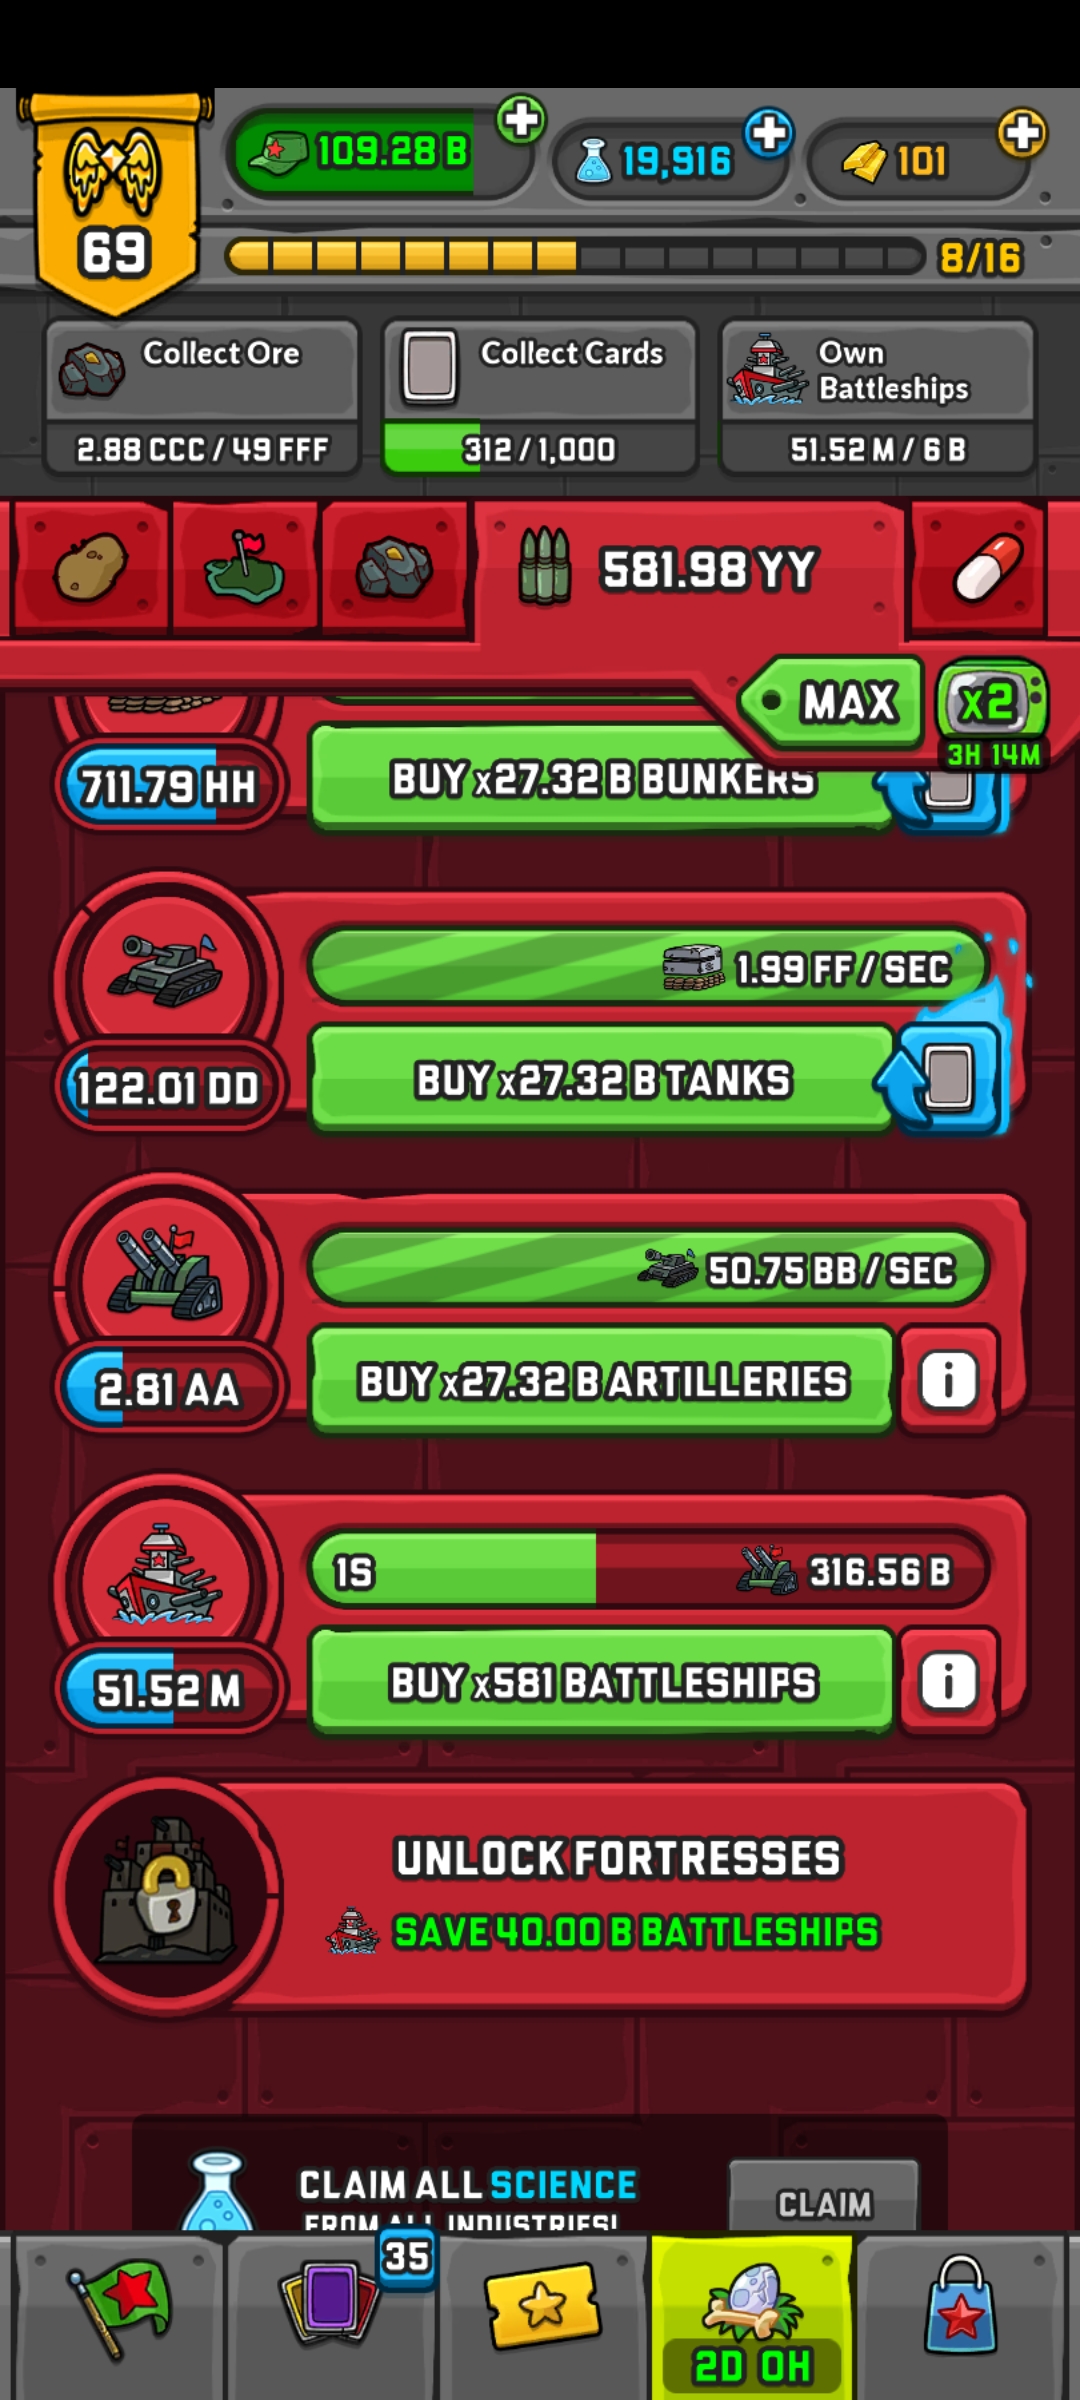 69
109.28 B
19,916
101
8/16
Collect Ore
2.88 CCC / 49 FFF
Collect Cards
312 / 1,000
Own
Battleships
51.52 M / 6 B
581.98 YY
MAX
x2
3H 14M
711.79 HH
BUY x27.32 B BUNKERS
1.99 FF / SEC
122.01 DD
BUY x27.32 B TANKS
50.75 BB / SEC
2.81 AA
BUY x27.32 B ARTILLERIES
i
1S
316.56 B
51.52 M
BUY x581 BATTLESHIPS
i
UNLOCK FORTRESSES
SAVE 40.00 B BATTLESHIPS
CLAIM ALL SCIENCE
FROM ALL INDUSTRIES!
CLAIM
35
2D 0H